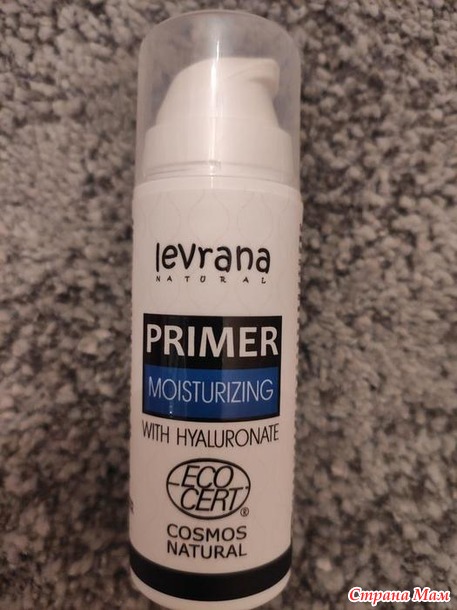 levrana
NATURAL
PRIMER
MOISTURIZING
WITH HYALURONATE
ECO
CERT
®
COSMOS
NATURAL
Страна Мам